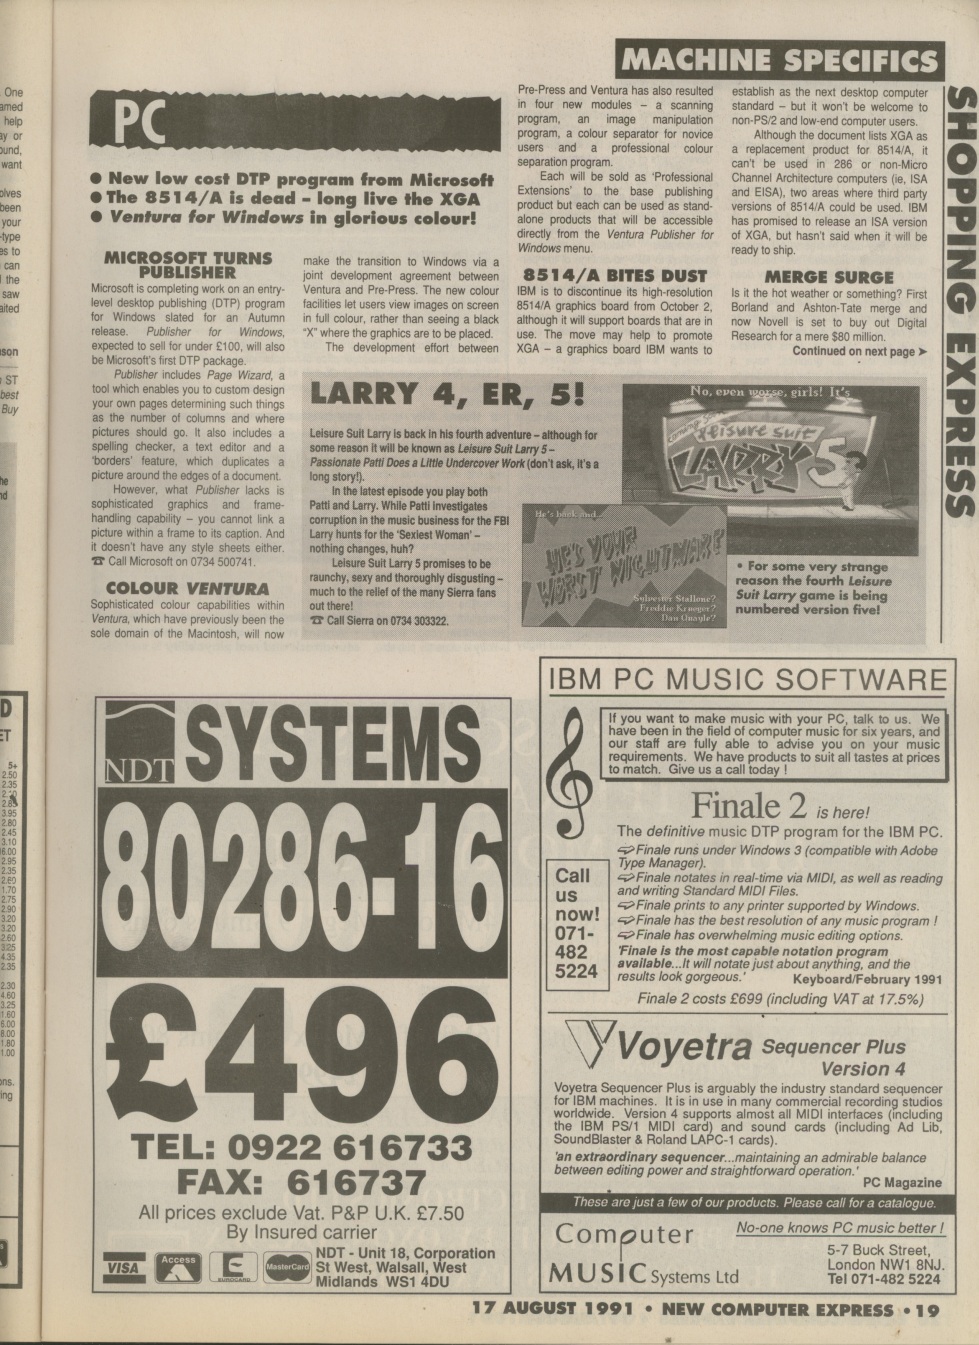 MACHINE SPECIFICS
SHOPPING EXPRESS
PC
● New low cost DTP program from Microsoft
● The 8514/A is dead – long live the XGA
● Ventura for Windows in glorious colour!
MICROSOFT TURNS
PUBLISHER
Microsoft is completing work on an entry-
level desktop publishing (DTP) program
for Windows slated for an Autumn
release. Publisher for Windows,
expected to sell for under £100, will also
be Microsoft's first DTP package.
Publisher includes Page Wizard, a
tool which enables you to custom design
your own pages determining such things
as the number of columns and where
pictures should go. It also includes a
spelling checker, a text editor and a
'borders' feature, which duplicates a
picture around the edges of a document.
However, what Publisher lacks is
sophisticated graphics and frame-
handling capability – you cannot link a
picture within a frame to its caption. And
it doesn't have any style sheets either.
☎ Call Microsoft on 0734 500741.
COLOUR VENTURA
Sophisticated colour capabilities within
Ventura, which have previously been the
sole domain of the Macintosh, will now
make the transition to Windows via a
joint development agreement between
Ventura and Pre-Press. The new colour
facilities let users view images on screen
in full colour, rather than seeing a black
"X" where the graphics are to be placed.
The development effort between
Pre-Press and Ventura has also resulted
in four new modules – a scanning
program, an image manipulation
program, a colour separator for novice
users and a professional colour
separation program.
Each will be sold as 'Professional
Extensions' to the base publishing
product but each can be used as stand-
alone products that will be accessible
directly from the Ventura Publisher for
Windows menu.
8514/A BITES DUST
IBM is to discontinue its high-resolution
8514/A graphics board from October 2,
although it will support boards that are in
use. The move may help to promote
XGA – a graphics board IBM wants to
establish as the next desktop computer
standard – but it won't be welcome to
non-PS/2 and low-end computer users.
Although the document lists XGA as
a replacement product for 8514/A, it
can't be used in 286 or non-Micro
Channel Architecture computers (ie, ISA
and EISA), two areas where third party
versions of 8514/A could be used. IBM
has promised to release an ISA version
of XGA, but hasn't said when it will be
ready to ship.
MERGE SURGE
Is it the hot weather or something? First
Borland and Ashton-Tate merge and
now Novell is set to buy out Digital
Research for a mere $80 million.
Continued on next page ➤
LARRY 4, ER, 5!
Leisure Suit Larry is back in his fourth adventure – although for
some reason it will be known as Leisure Suit Larry 5 –
Passionate Patti Does a Little Undercover Work (don't ask, it's a
long story!).
In the latest episode you play both
Patti and Larry. While Patti investigates
corruption in the music business for the FBI
Larry hunts for the 'Sexiest Woman' –
nothing changes, huh?
Leisure Suit Larry 5 promises to be
raunchy, sexy and thoroughly disgusting –
much to the relief of the many Sierra fans
out there!
☎ Call Sierra on 0734 303322.
No, even worse, girls! It's
leisure suit
LARRY 5
He's back and...
HE'S YOUR
WORST NIGHTMARE
Sylvester Stallone?
Freddie Krueger?
Dan Quayle?
• For some very strange
reason the fourth Leisure
Suit Larry game is being
numbered version five!
NDT SYSTEMS
80286-16
£496
TEL: 0922 616733
FAX: 616737
All prices exclude Vat. P&P U.K. £7.50
By Insured carrier
VISA
Access
EUROCARD
MasterCard
NDT - Unit 18, Corporation
St West, Walsall, West
Midlands WS1 4DU
IBM PC MUSIC SOFTWARE
If you want to make music with your PC, talk to us. We
have been in the field of computer music for six years, and
our staff are fully able to advise you on your music
requirements. We have products to suit all tastes at prices
to match. Give us a call today !
Finale 2 is here!
The definitive music DTP program for the IBM PC.
Finale runs under Windows 3 (compatible with Adobe
Type Manager).
Finale notates in real-time via MIDI, as well as reading
and writing Standard MIDI Files.
Finale prints to any printer supported by Windows.
Finale has the best resolution of any music program !
Finale has overwhelming music editing options.
'Finale is the most capable notation program
available...It will notate just about anything, and the
results look gorgeous.' Keyboard/February 1991
Call
us
now!
071-
482
5224
Finale 2 costs £699 (including VAT at 17.5%)
Voyetra Sequencer Plus
Version 4
Voyetra Sequencer Plus is arguably the industry standard sequencer
for IBM machines. It is in use in many commercial recording studios
worldwide. Version 4 supports almost all MIDI interfaces (including
the IBM PS/1 MIDI card) and sound cards (including Ad Lib,
SoundBlaster & Roland LAPC-1 cards).
'an extraordinary sequencer...maintaining an admirable balance
between editing power and straightforward operation.'
PC Magazine
These are just a few of our products. Please call for a catalogue.
Computer
MUSIC Systems Ltd
No-one knows PC music better !
5-7 Buck Street,
London NW1 8NJ.
Tel 071-482 5224
17 AUGUST 1991 • NEW COMPUTER EXPRESS • 19